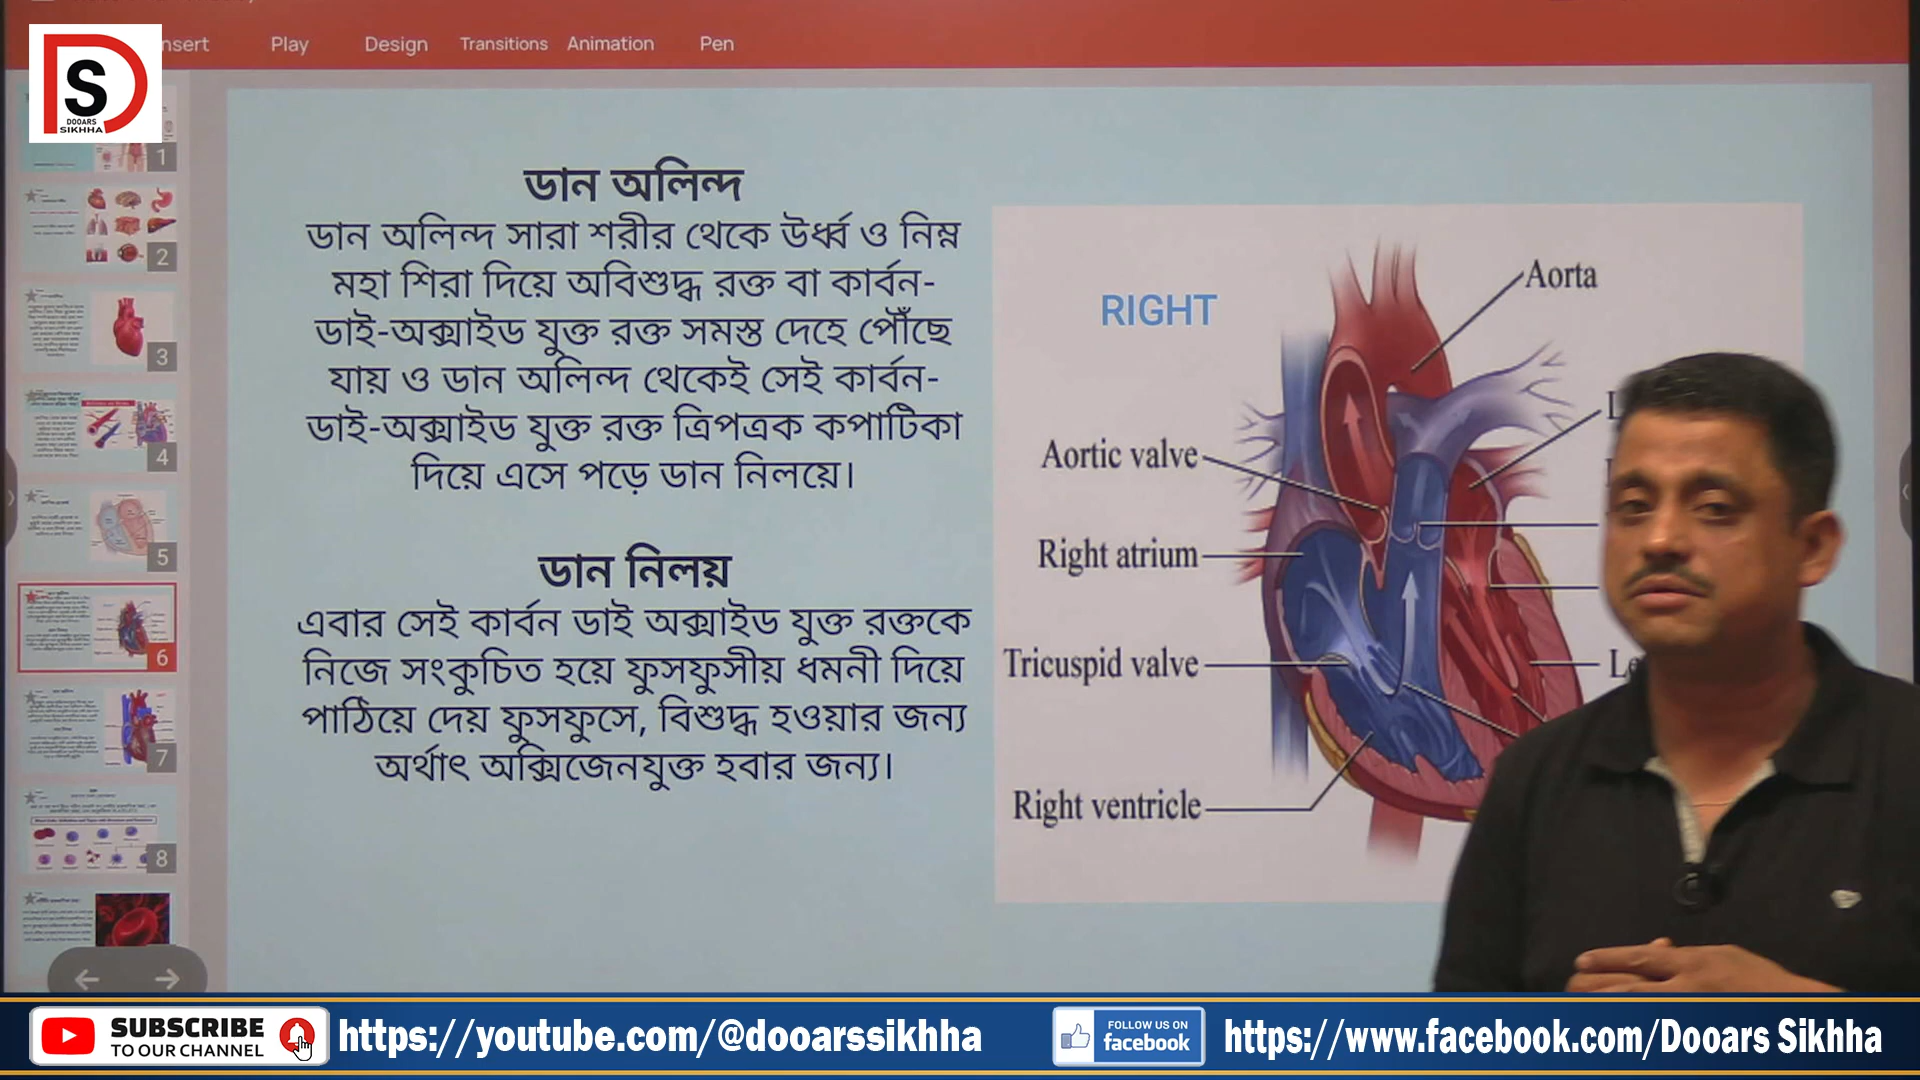 nsert Play Design Transitions Animation Pen
DS
DOOARS
SIKHHA
1
2
3
4
5
6
7
8
ডান অলিন্দ
ডান অলিন্দ সারা শরীর থেকে উর্ধ্ব ও নিম্ন
মহা শিরা দিয়ে অবিশুদ্ধ রক্ত বা কার্বন-
ডাই-অক্সাইড যুক্ত রক্ত সমস্ত দেহে পৌঁছে
যায় ও ডান অলিন্দ থেকেই সেই কার্বন-
ডাই-অক্সাইড যুক্ত রক্ত ত্রিপত্রক কপাটিকা
দিয়ে এসে পড়ে ডান নিলয়ে।
ডান নিলয়
এবার সেই কার্বন ডাই অক্সাইড যুক্ত রক্তকে
নিজে সংকুচিত হয়ে ফুসফুসীয় ধমনী দিয়ে
পাঠিয়ে দেয় ফুসফুসে, বিশুদ্ধ হওয়ার জন্য
অর্থাৎ অক্সিজেনযুক্ত হবার জন্য।
RIGHT
Aorta
Aortic valve
Right atrium
Tricuspid valve
Le
Right ventricle
SUBSCRIBE
TO OUR CHANNEL
https://youtube.com/@dooarssikhha
FOLLOW US ON
facebook
https://www.facebook.com/Dooars Sikhha